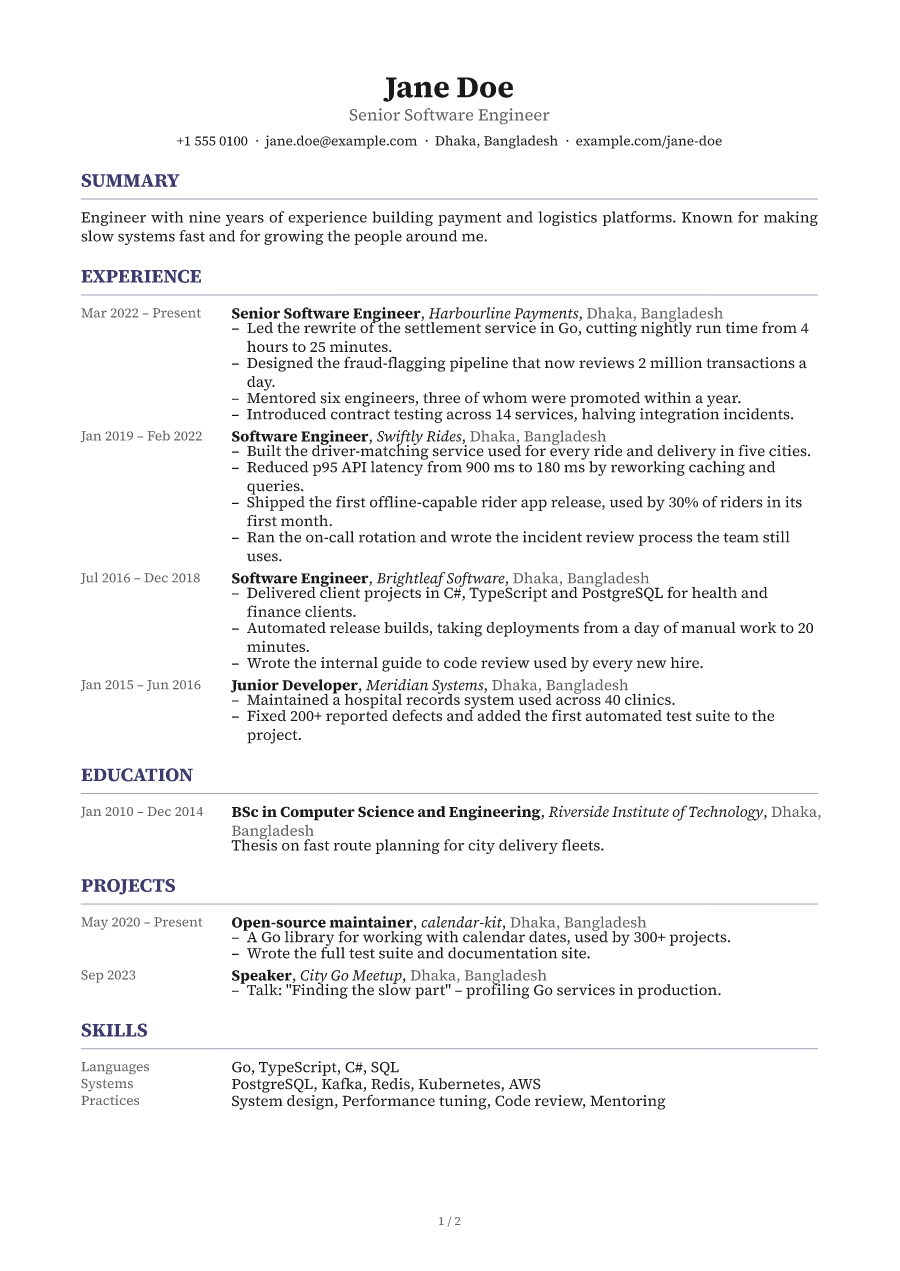 Jane Doe
Senior Software Engineer
+1 555 0100 · jane.doe@example.com · Dhaka, Bangladesh · example.com/jane-doe
SUMMARY
Engineer with nine years of experience building payment and logistics platforms. Known for making
slow systems fast and for growing the people around me.
EXPERIENCE
Mar 2022 – Present Senior Software Engineer, Harbourline Payments, Dhaka, Bangladesh
– Led the rewrite of the settlement service in Go, cutting nightly run time from 4
hours to 25 minutes.
– Designed the fraud-flagging pipeline that now reviews 2 million transactions a
day.
– Mentored six engineers, three of whom were promoted within a year.
– Introduced contract testing across 14 services, halving integration incidents.
Jan 2019 – Feb 2022 Software Engineer, Swiftly Rides, Dhaka, Bangladesh
– Built the driver-matching service used for every ride and delivery in five cities.
– Reduced p95 API latency from 900 ms to 180 ms by reworking caching and
queries.
– Shipped the first offline-capable rider app release, used by 30% of riders in its
first month.
– Ran the on-call rotation and wrote the incident review process the team still
uses.
Jul 2016 – Dec 2018 Software Engineer, Brightleaf Software, Dhaka, Bangladesh
– Delivered client projects in C#, TypeScript and PostgreSQL for health and
finance clients.
– Automated release builds, taking deployments from a day of manual work to 20
minutes.
– Wrote the internal guide to code review used by every new hire.
Jan 2015 – Jun 2016 Junior Developer, Meridian Systems, Dhaka, Bangladesh
– Maintained a hospital records system used across 40 clinics.
– Fixed 200+ reported defects and added the first automated test suite to the
project.
EDUCATION
Jan 2010 – Dec 2014 BSc in Computer Science and Engineering, Riverside Institute of Technology, Dhaka,
Bangladesh
Thesis on fast route planning for city delivery fleets.
PROJECTS
May 2020 – Present Open-source maintainer, calendar-kit, Dhaka, Bangladesh
– A Go library for working with calendar dates, used by 300+ projects.
– Wrote the full test suite and documentation site.
Sep 2023 Speaker, City Go Meetup, Dhaka, Bangladesh
– Talk: "Finding the slow part" – profiling Go services in production.
SKILLS
Languages Go, TypeScript, C#, SQL
Systems PostgreSQL, Kafka, Redis, Kubernetes, AWS
Practices System design, Performance tuning, Code review, Mentoring
1 / 2